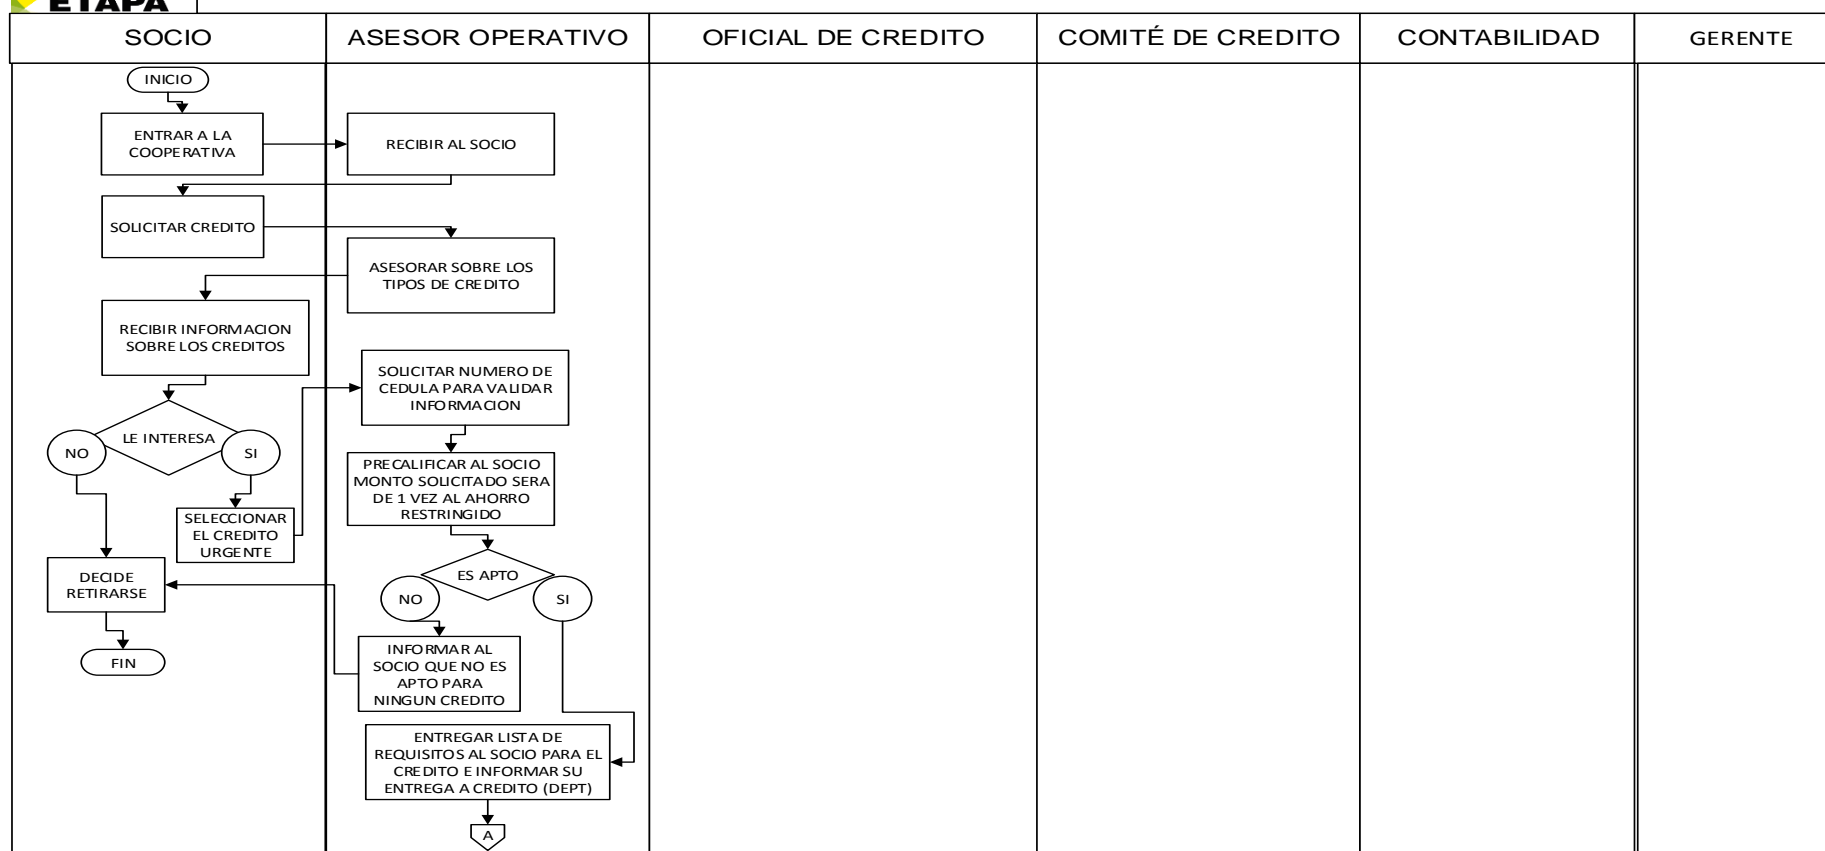 ETAPA
SOCIO
ASESOR OPERATIVO
OFICIAL DE CREDITO
COMITÉ DE CREDITO
CONTABILIDAD
GERENTE
INICIO
ENTRAR A LA
COOPERATIVA
RECIBIR AL SOCIO
SOLICITAR CREDITO
ASESORAR SOBRE LOS
TIPOS DE CREDITO
RECIBIR INFORMACION
SOBRE LOS CREDITOS
SOLICITAR NUMERO DE
CEDULA PARA VALIDAR
INFORMACION
LE INTERESA
NO
SI
PRECALIFICAR AL SOCIO
MONTO SOLICITADO SERA
DE 1 VEZ AL AHORRO
RESTRINGIDO
SELECCIONAR
EL CREDITO
URGENTE
DECIDE
RETIRARSE
ES APTO
NO
SI
FIN
INFORMAR AL
SOCIO QUE NO ES
APTO PARA
NINGUN CREDITO
ENTREGAR LISTA DE
REQUISITOS AL SOCIO PARA EL
CREDITO E INFORMAR SU
ENTREGA A CREDITO (DEPT)
A